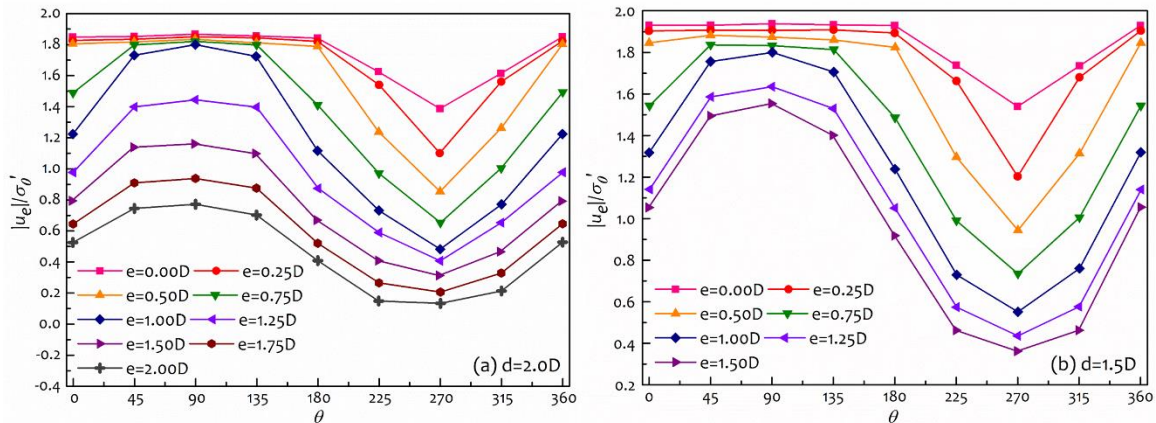 |u_e|/σ_θ'
2.0
1.8
1.6
1.4
1.2
1.0
0.8
0.6
0.4
0.2
0.0
-0.2
-0.4
e=0.00D e=0.25D
e=0.50D e=0.75D
e=1.00D e=1.25D
e=1.50D e=1.75D
e=2.00D
(a) d=2.0D
0 45 90 135 180 225 270 315 360
θ
|u_e|/σ_θ'
2.0
1.8
1.6
1.4
1.2
1.0
0.8
0.6
0.4
0.2
e=0.00D e=0.25D
e=0.50D e=0.75D
e=1.00D e=1.25D
e=1.50D
(b) d=1.5D
0 45 90 135 180 225 270 315 360
θ